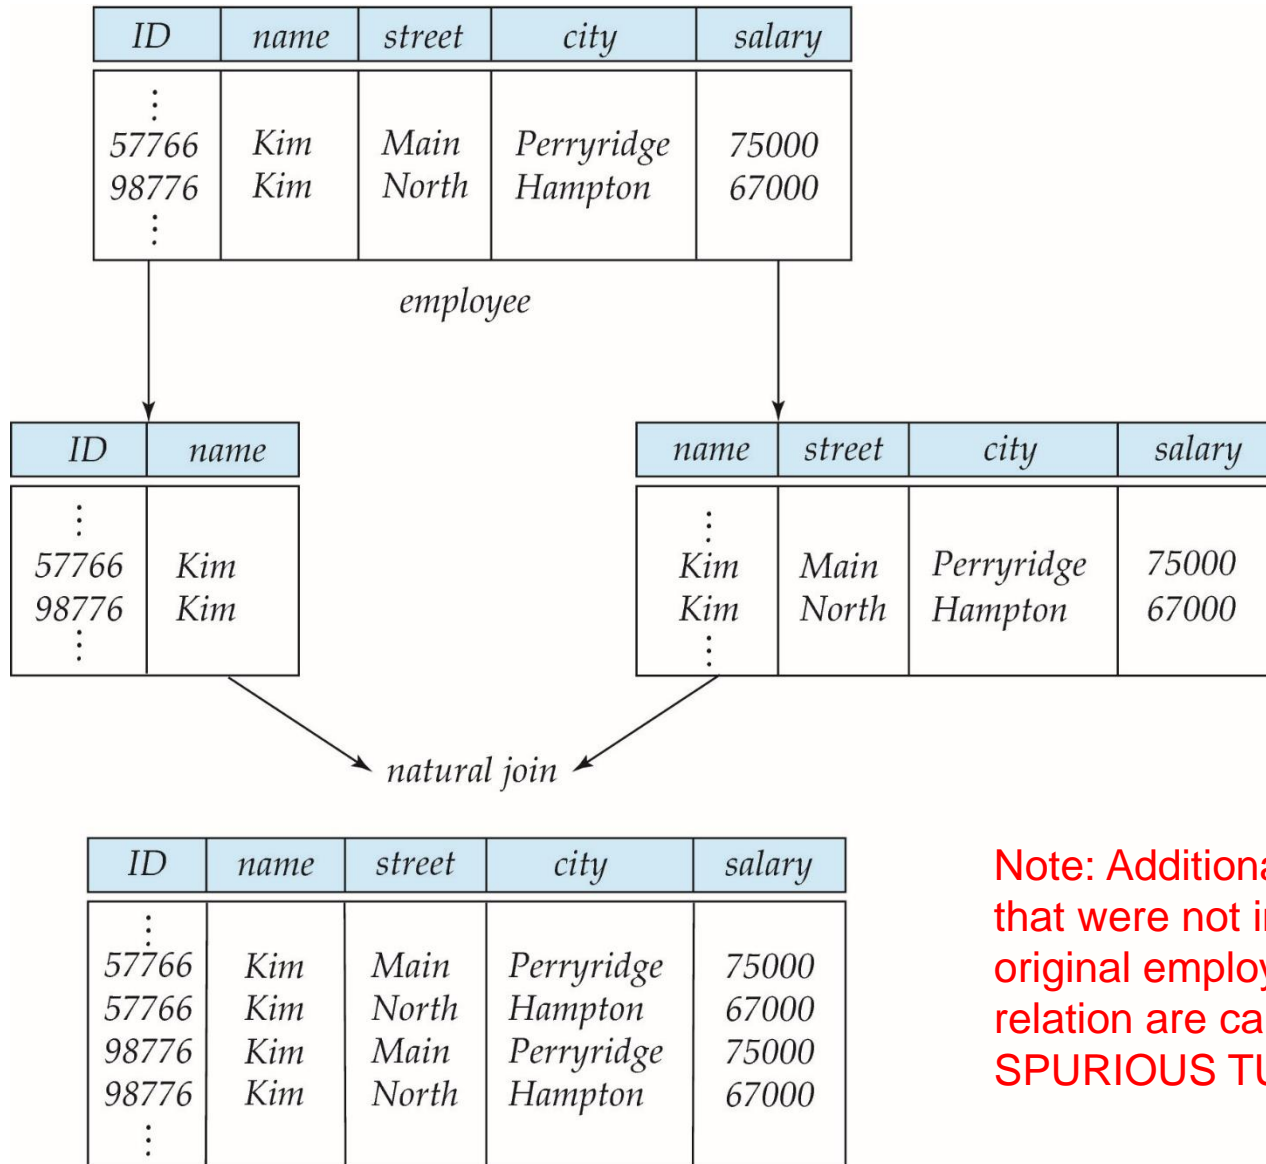 ID name street city salary
⋮
57766 Kim Main Perryridge 75000
98776 Kim North Hampton 67000
⋮
employee
ID name
⋮
57766 Kim
98776 Kim
⋮
name street city salary
⋮
Kim Main Perryridge 75000
Kim North Hampton 67000
⋮
natural join
ID name street city salary
⋮
57766 Kim Main Perryridge 75000
57766 Kim North Hampton 67000
98776 Kim Main Perryridge 75000
98776 Kim North Hampton 67000
⋮
Note:
that were not
original
relation are
SPURIOUS